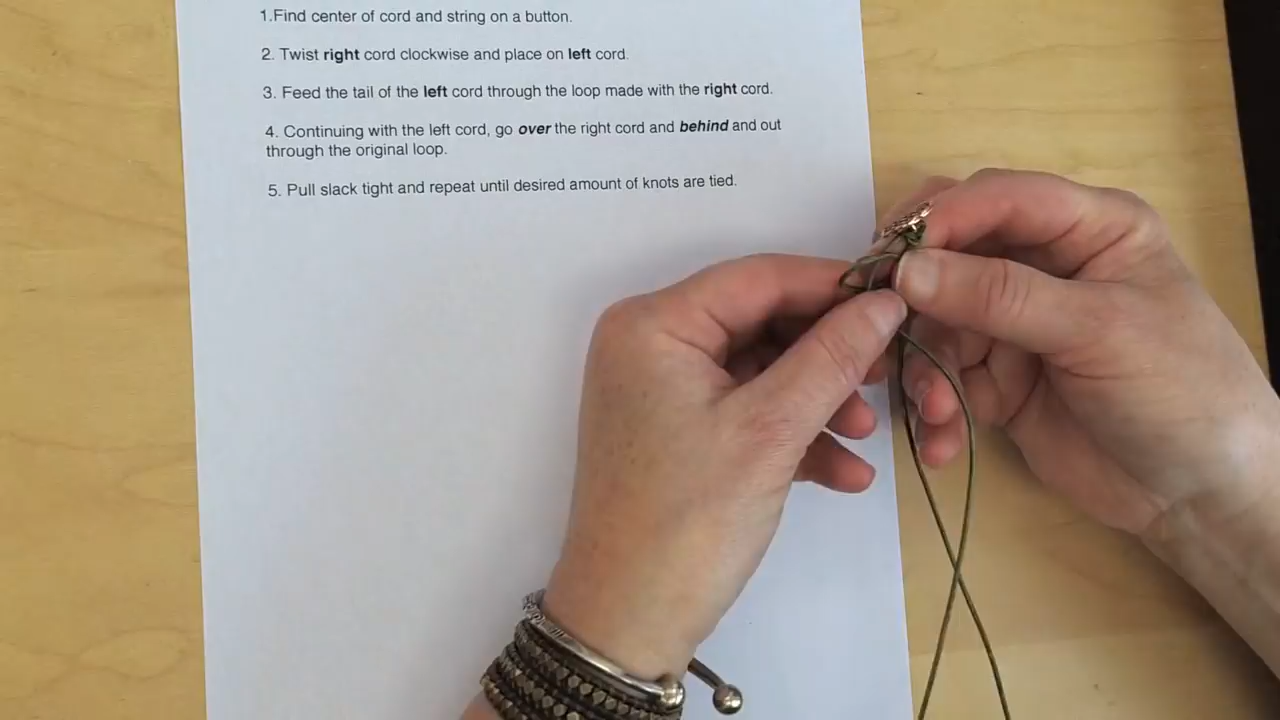 1.Find center of cord and string on a button.
2. Twist right cord clockwise and place on left cord.
3. Feed the tail of the left cord through the loop made with the right cord.
4. Continuing with the left cord, go over the right cord and behind and out
through the original loop.
5. Pull slack tight and repeat until desired amount of knots are tied.